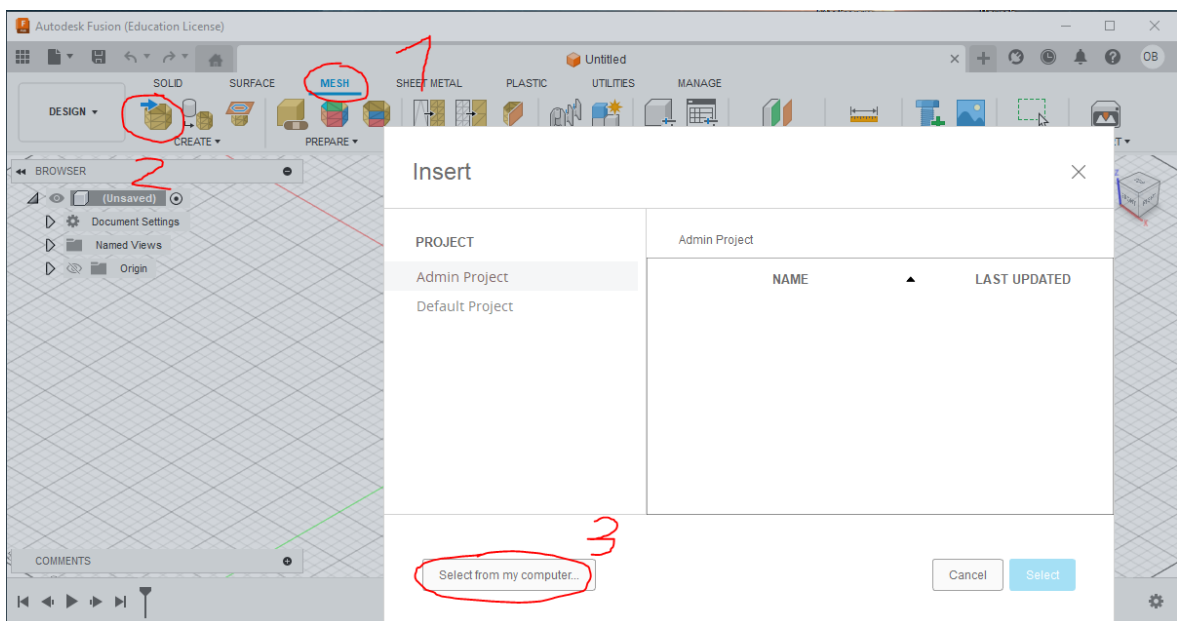 Autodesk Fusion (Education License)
Untitled
OB
1
SOLID SURFACE MESH SHEET METAL PLASTIC UTILITIES MANAGE
DESIGN
CREATE PREPARE
2
BROWSER
(Unsaved)
Document Settings
Named Views
Origin
Insert
PROJECT
Admin Project
Default Project
Admin Project
NAME LAST UPDATED
3
Select from my computer...
Cancel Select
COMMENTS